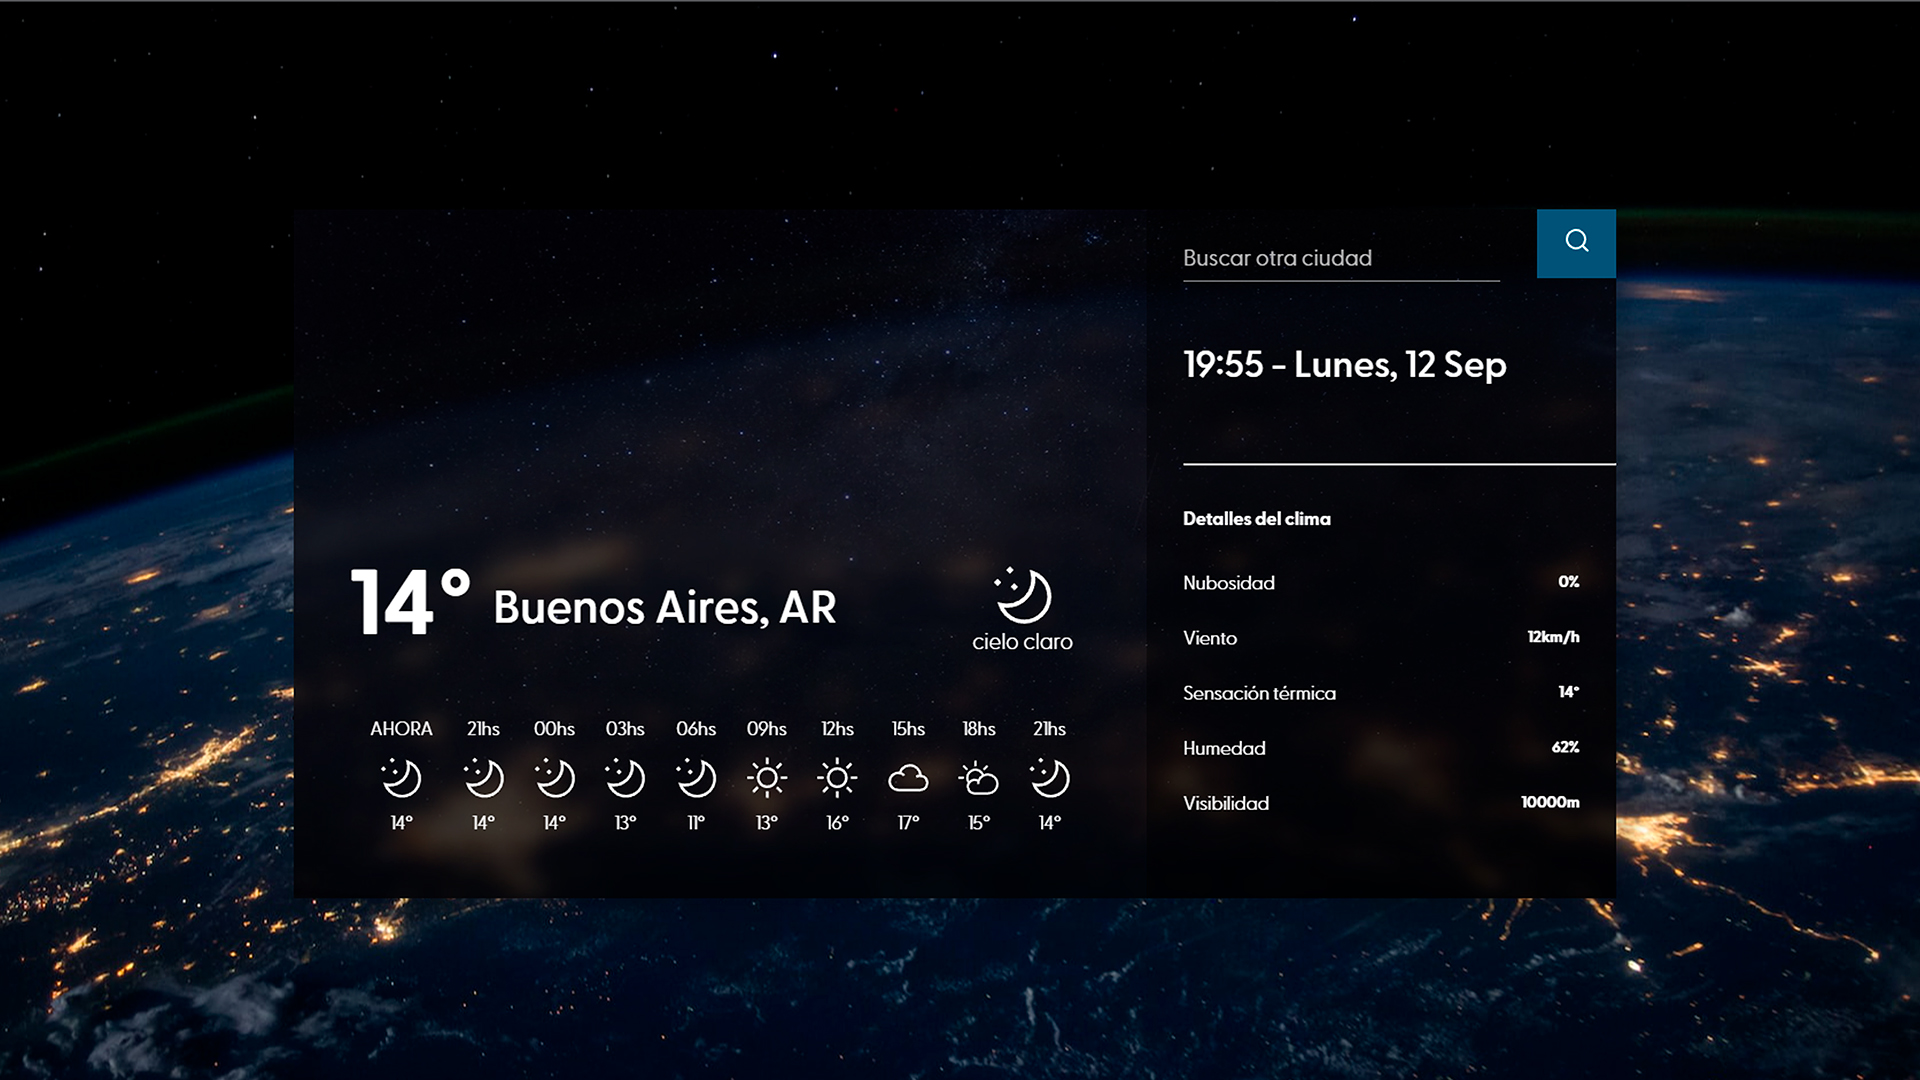 Buscar otra ciudad
19:55 - Lunes, 12 Sep
14° Buenos Aires, AR
cielo claro
AHORA 21hs 00hs 03hs 06hs 09hs 12hs 15hs 18hs 21hs
14° 14° 14° 13° 11° 13° 16° 17° 15° 14°
Detalles del clima
Nubosidad 0%
Viento 12km/h
Sensación térmica 14°
Humedad 62%
Visibilidad 10000m